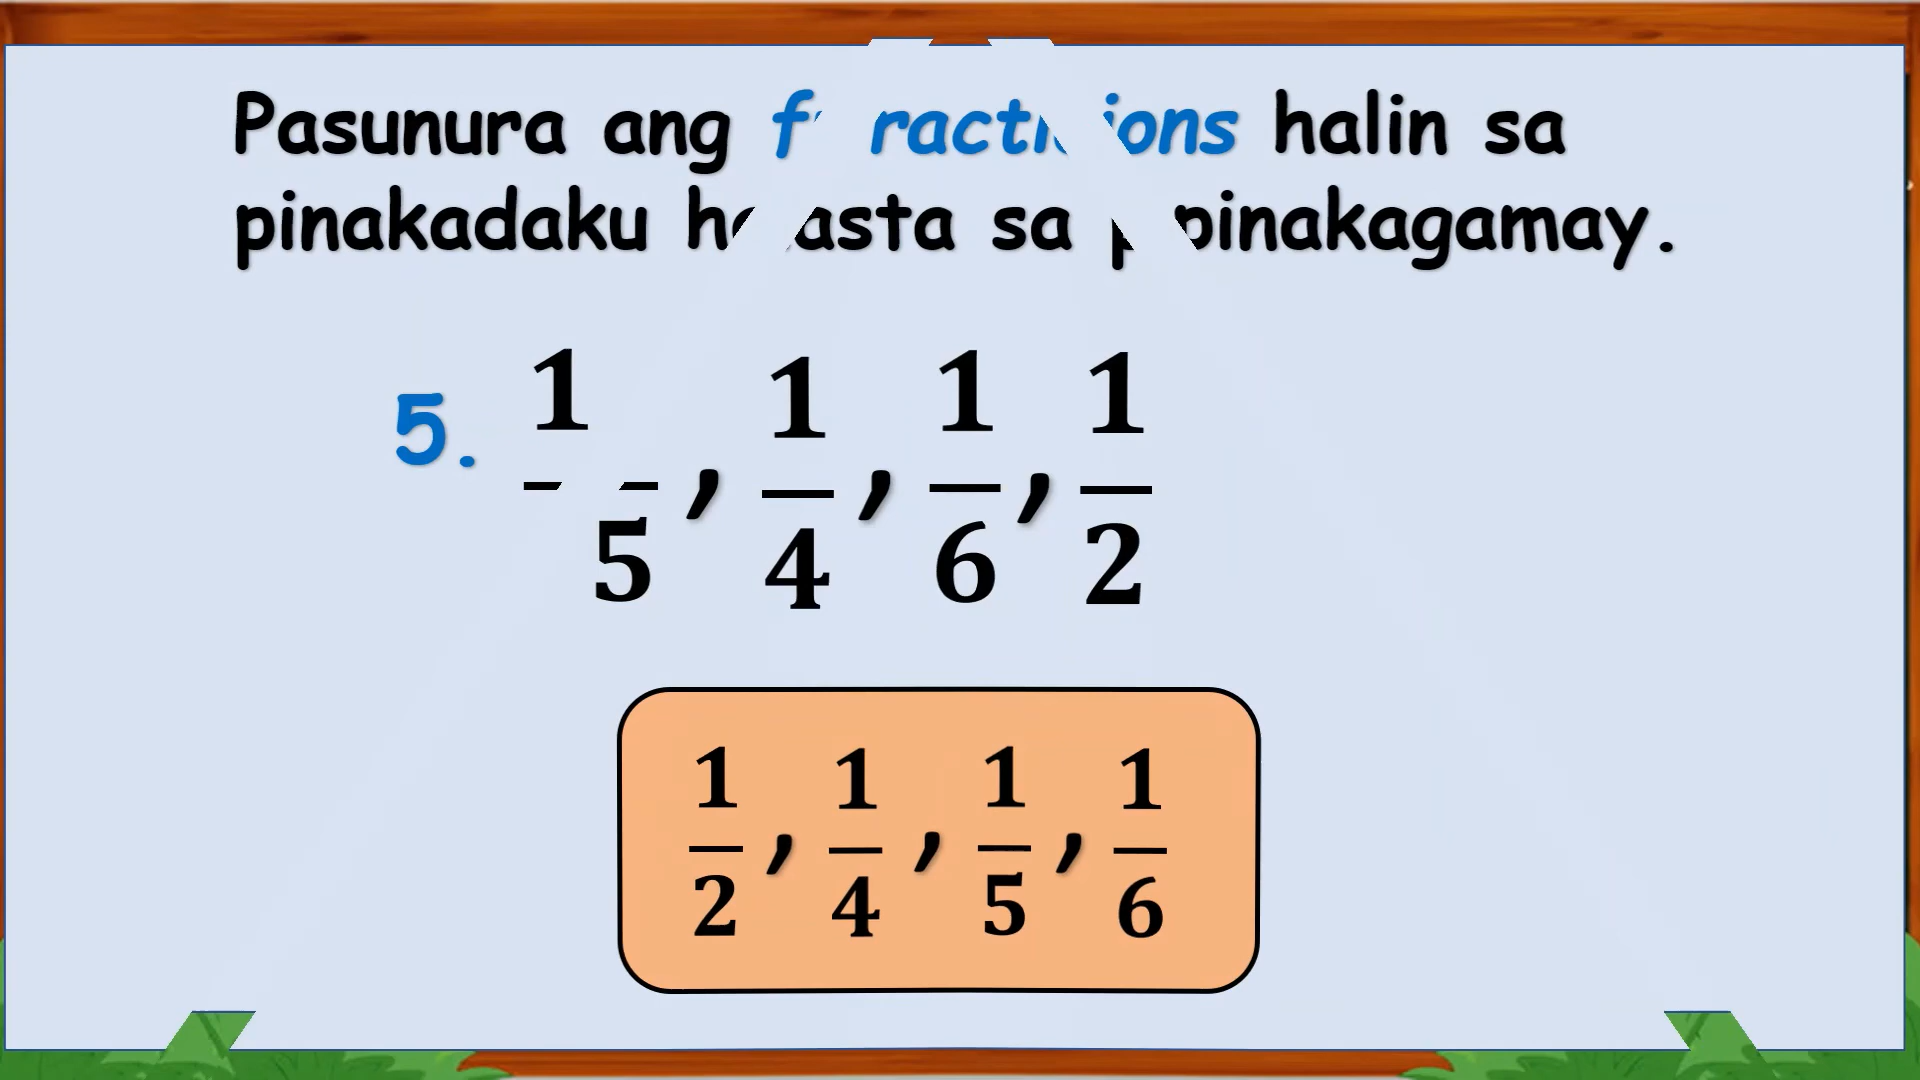 Pasunura ang fractions halin sa
pinakadaku hasta sa pinakagamay.
5. 1/5, 1/4, 1/6, 1/2
1/2, 1/4, 1/5, 1/6